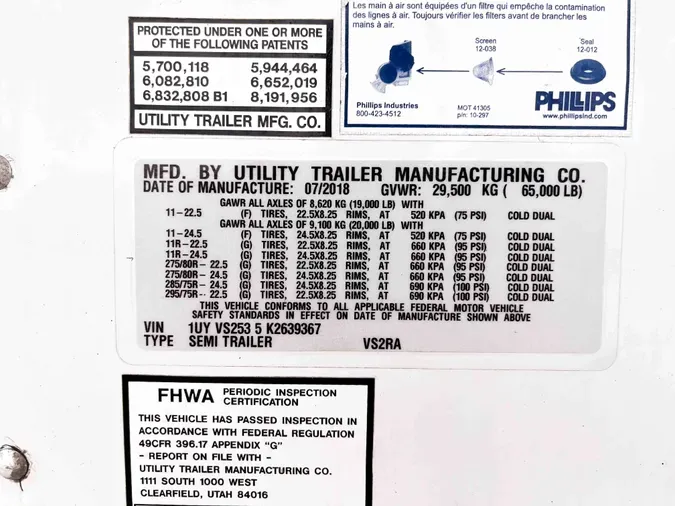 PROTECTED UNDER ONE OR MORE
OF THE FOLLOWING PATENTS
5,700,118 5,944,464
6,082,810 6,652,019
6,832,808 B1 8,191,956
UTILITY TRAILER MFG. CO.
Les main à air sont équipées d'un filtre qui empêche la contamination
des lignes à air. Toujours vérifier les filters avant de brancher les
mains à air.
Screen
12-038
Seal
12-012
Phillips Industries
800-423-4512
MOT 41305
p/n: 10-297
PHILLIPS
www.phillipsind.com
MFD. BY UTILITY TRAILER MANUFACTURING CO.
DATE OF MANUFACTURE: 07/2018 GVWR: 29,500 KG ( 65,000 LB)
GAWR ALL AXLES OF 8,620 KG (19,000 LB) WITH
11-22.5 (F) TIRES, 22.5X8.25 RIMS, AT 520 KPA (75 PSI) COLD DUAL
GAWR ALL AXLES OF 9,100 KG (20,000 LB) WITH
11-24.5 (F) TIRES, 24.5X8.25 RIMS, AT 520 KPA (75 PSI) COLD DUAL
11R-22.5 (G) TIRES, 22.5X8.25 RIMS, AT 660 KPA (95 PSI) COLD DUAL
11R-24.5 (G) TIRES, 24.5X8.25 RIMS, AT 660 KPA (95 PSI) COLD DUAL
275/80R-22.5 (G) TIRES, 22.5X8.25 RIMS, AT 660 KPA (95 PSI) COLD DUAL
275/80R-24.5 (G) TIRES, 24.5X8.25 RIMS, AT 660 KPA (95 PSI) COLD DUAL
285/75R-24.5 (G) TIRES, 24.5X8.25 RIMS, AT 690 KPA (100 PSI) COLD DUAL
295/75R-22.5 (G) TIRES, 22.5X8.25 RIMS, AT 690 KPA (100 PSI) COLD DUAL
THIS VEHICLE CONFORMS TO ALL APPLICABLE FEDERAL MOTOR VEHICLE
SAFETY STANDARDS IN EFFECT ON DATE OF MANUFACTURE SHOWN ABOVE
VIN 1UY VS253 5 K2639367
TYPE SEMI TRAILER VS2RA
FHWA PERIODIC INSPECTION
CERTIFICATION
THIS VEHICLE HAS PASSED INSPECTION IN
ACCORDANCE WITH FEDERAL REGULATION
49CFR 396.17 APPENDIX "G"
- REPORT ON FILE WITH -
UTILITY TRAILER MANUFACTURING CO.
1111 SOUTH 1000 WEST
CLEARFIELD, UTAH 84016